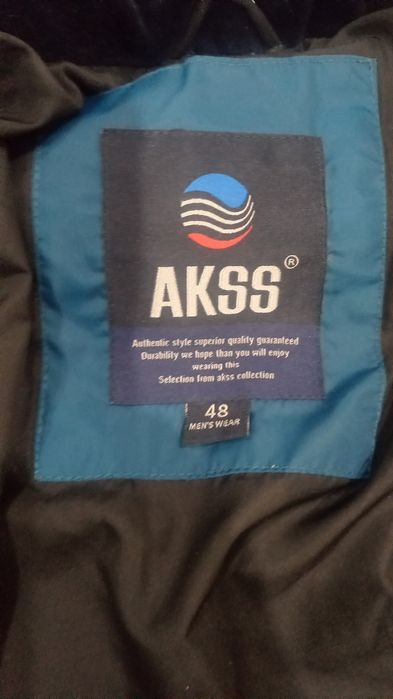 AKSS®
Authentic style superior quality guaranteed
Durability we hope than you will enjoy
wearing this
Selection from akss collection
48
MEN'S WEAR